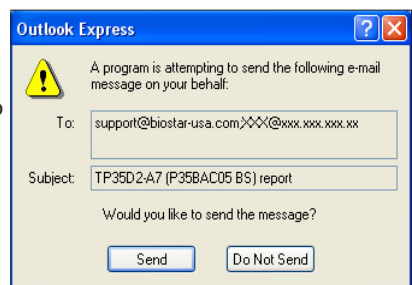 Outlook Express
A program is attempting to send the following e-mail
message on your behalf:
To: support@biostar-usa.com;XXX@xxx.xxx.xxx.xx
Subject: TP35D2-A7 (P35BAC05 BS) report
Would you like to send the message?
Send Do Not Send